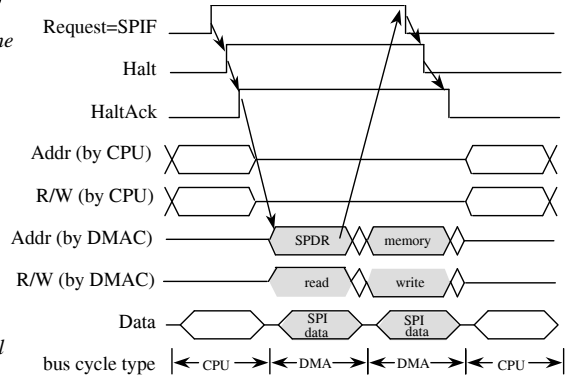 ne
l
Request=SPIF
Halt
HaltAck
Addr (by CPU)
R/W (by CPU)
Addr (by DMAC) SPDR memory
R/W (by DMAC) read write
Data SPI data SPI data
bus cycle type CPU DMA DMA CPU